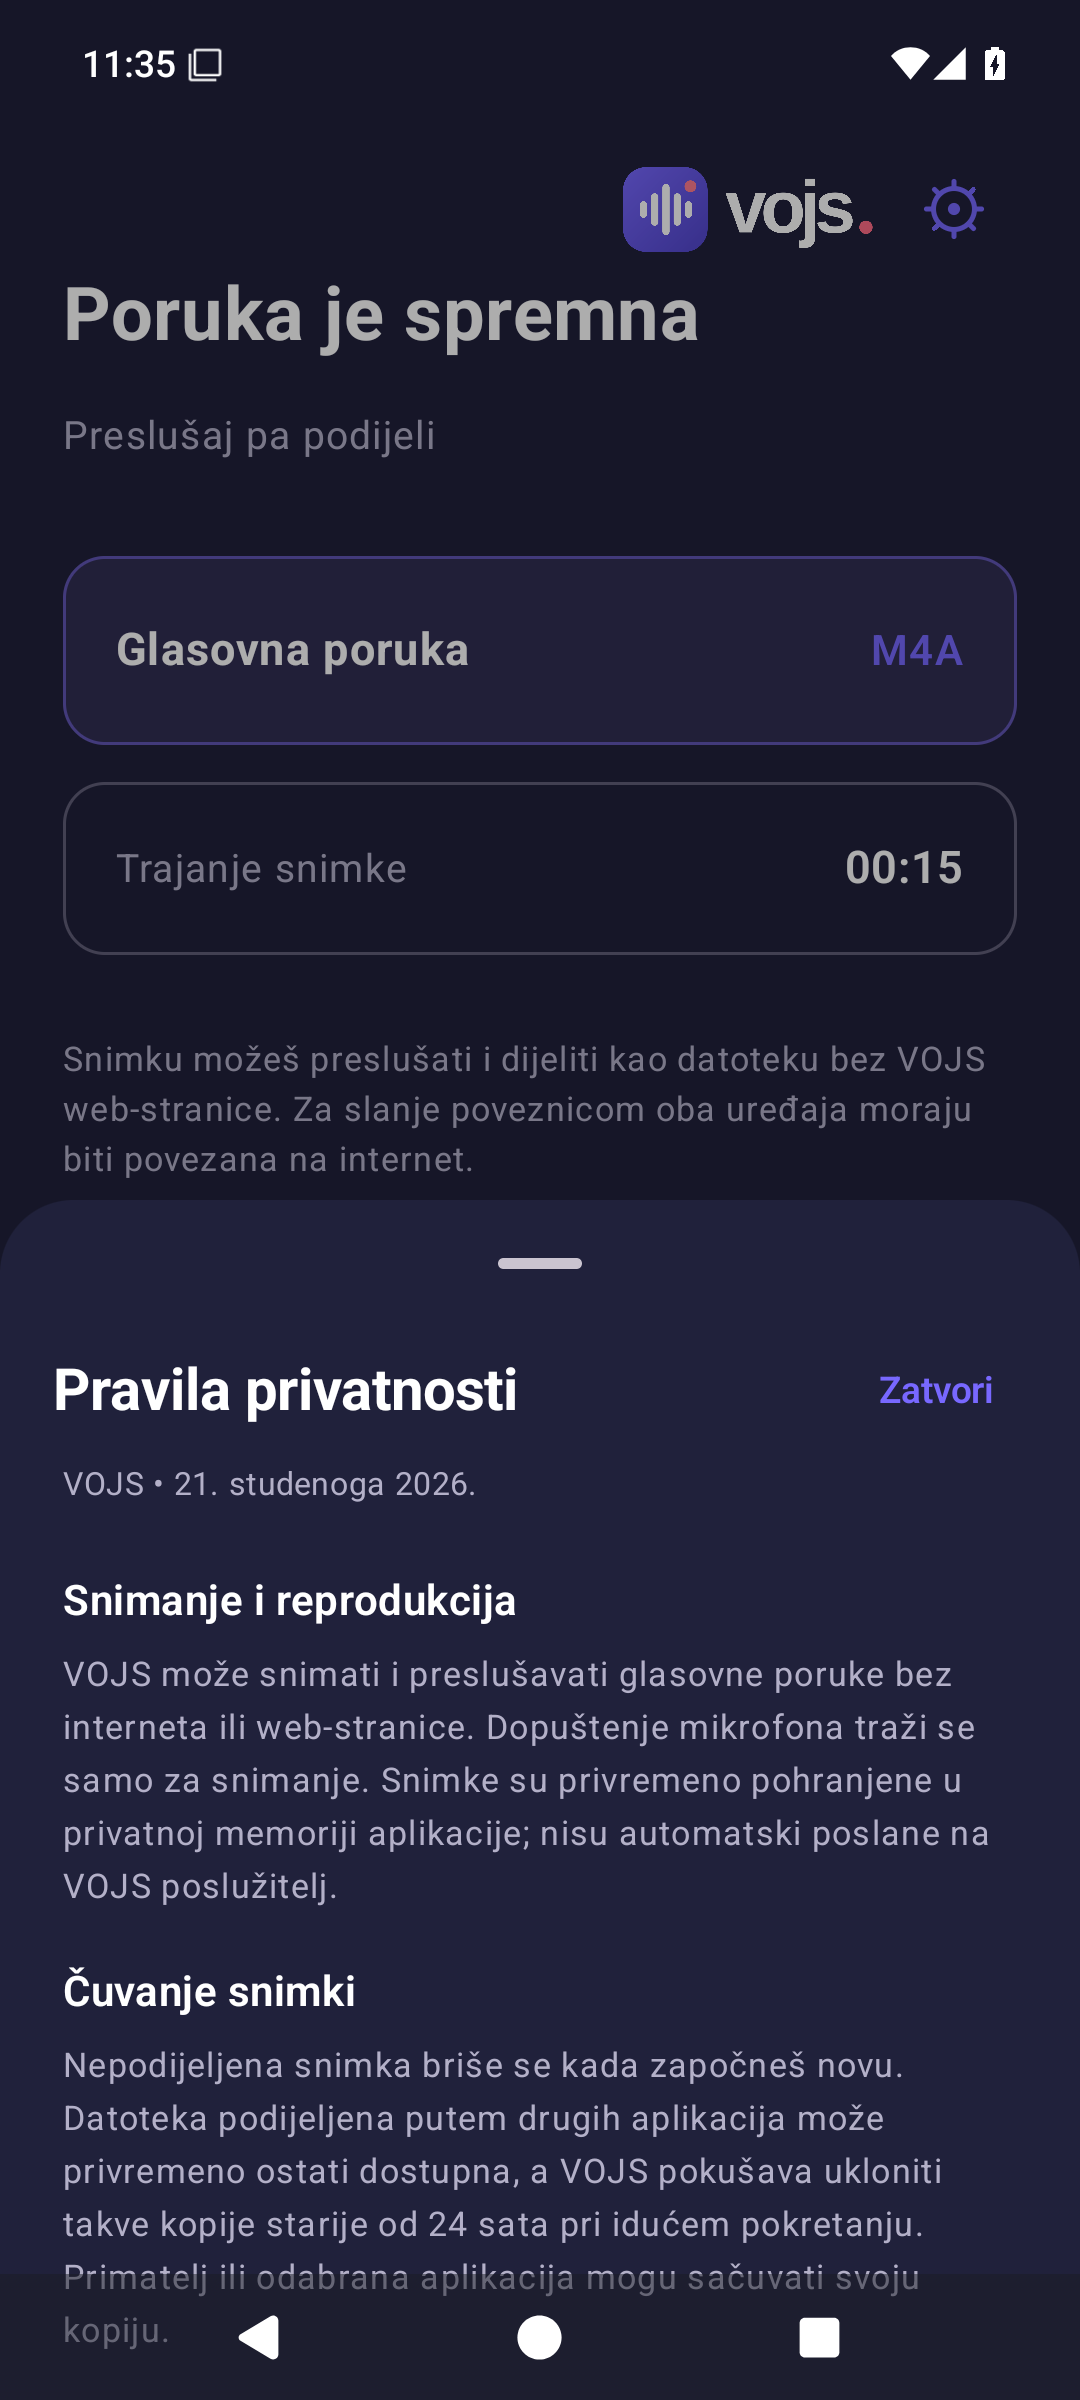 11:35
vojs.
Poruka je spremna
Preslušaj pa podijeli
Glasovna poruka M4A
Trajanje snimke 00:15
Snimku možeš preslušati i dijeliti kao datoteku bez VOJS
web-stranice. Za slanje poveznicom oba uređaja moraju
biti povezana na internet.
Pravila privatnosti Zatvori
VOJS • 21. studenoga 2026.
Snimanje i reprodukcija
VOJS može snimati i preslušavati glasovne poruke bez
interneta ili web-stranice. Dopuštenje mikrofona traži se
samo za snimanje. Snimke su privremeno pohranjene u
privatnoj memoriji aplikacije; nisu automatski poslane na
VOJS poslužitelj.
Čuvanje snimki
Nepodijeljena snimka briše se kada započneš novu.
Datoteka podijeljena putem drugih aplikacija može
privremeno ostati dostupna, a VOJS pokušava ukloniti
takve kopije starije od 24 sata pri idućem pokretanju.
Primatelj ili odabrana aplikacija mogu sačuvati svoju
kopiju.